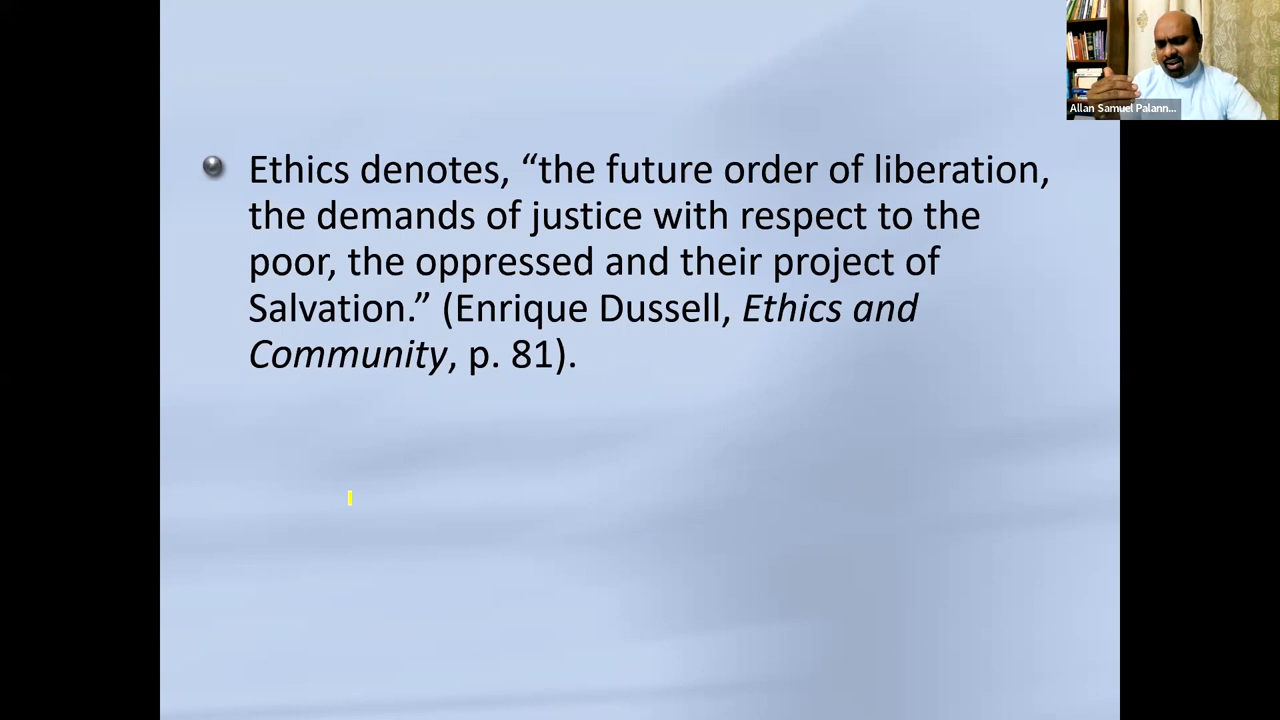 Allan Samuel Palann...
Ethics denotes, “the future order of liberation,
the demands of justice with respect to the
poor, the oppressed and their project of
Salvation.” (Enrique Dussell, Ethics and
Community, p. 81).